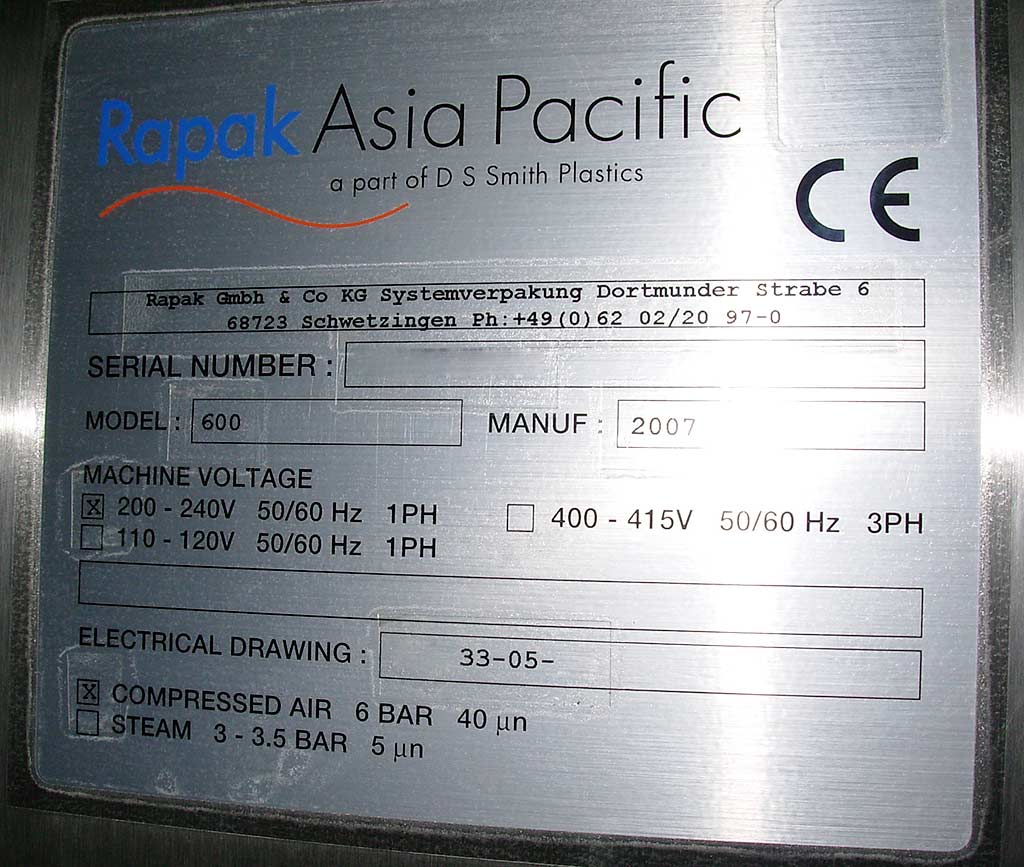 Rapak Asia Pacific
a part of D S Smith Plastics
CE
Rapak Gmbh & Co KG Systemverpakung Dortmunder Strabe 6
68723 Schwetzingen Ph:+49(0)62 02/20 97-0
SERIAL NUMBER :
MODEL : 600 MANUF : 2007
MACHINE VOLTAGE
X 200 - 240V 50/60 Hz 1PH 400 - 415V 50/60 Hz 3PH
110 - 120V 50/60 Hz 1PH
ELECTRICAL DRAWING : 33-05-
X COMPRESSED AIR 6 BAR 40 µn
STEAM 3 - 3.5 BAR 5 µn